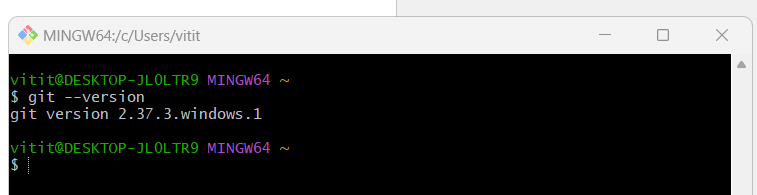 MINGW64:/c/Users/vitit
vitit@DESKTOP-JL0LTR9 MINGW64 ~
$ git --version
git version 2.37.3.windows.1
vitit@DESKTOP-JL0LTR9 MINGW64 ~
$